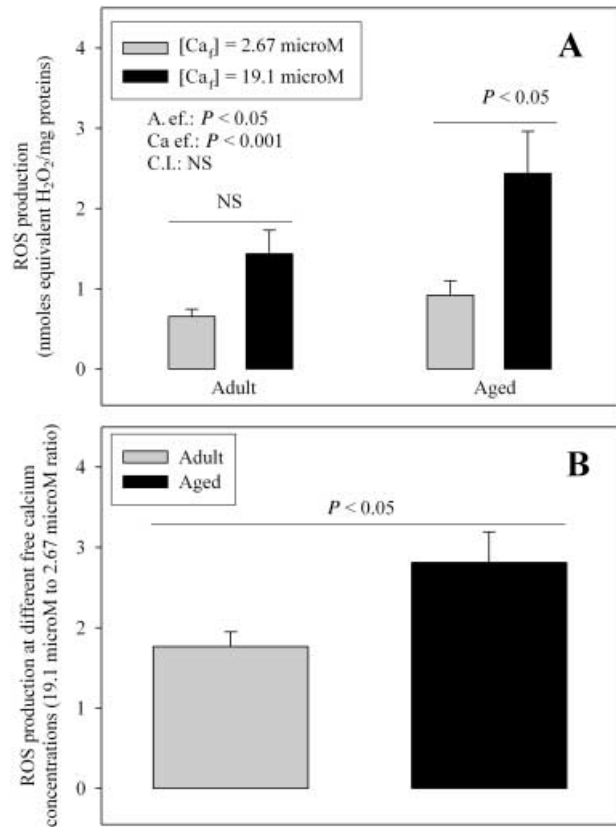 A
[Caf] = 2.67 microM
[Caf] = 19.1 microM
A. ef.: P < 0.05
Ca ef.: P < 0.001
C.I.: NS
NS
P < 0.05
4
3
2
1
0
ROS production
(nmoles equivalent H2O2/mg proteins)
Adult
Aged
B
Adult
Aged
P < 0.05
4
3
2
1
0
ROS production at different free calcium
concentrations (19.1 microM to 2.67 microM ratio)